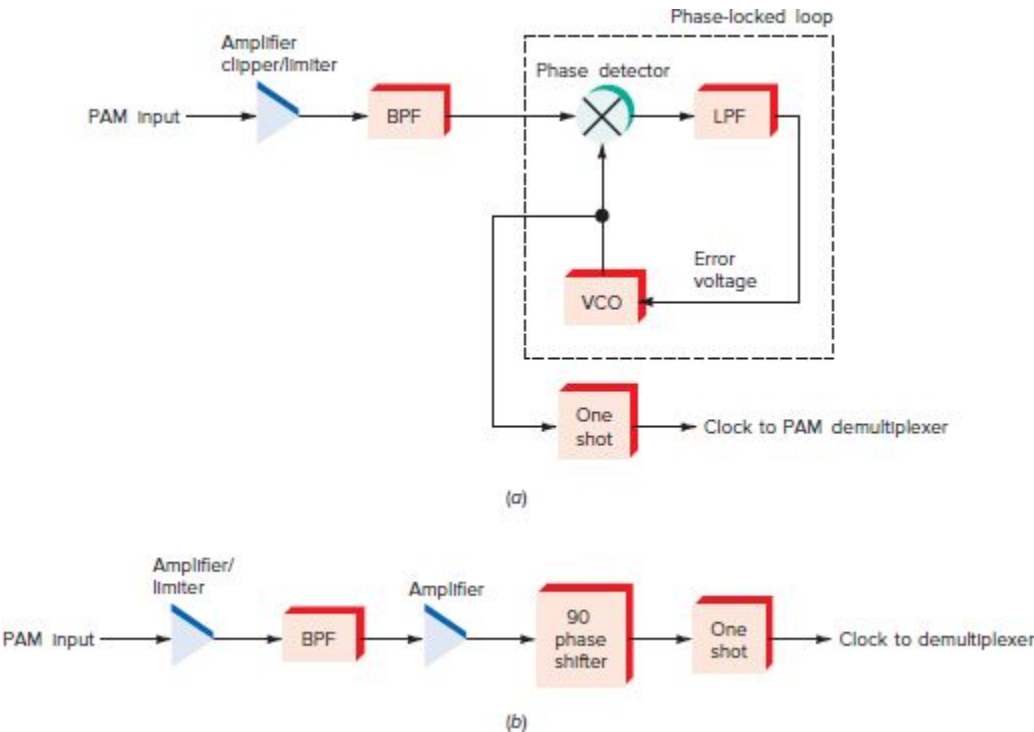 Phase-locked loop
Amplifier
clipper/limiter
Phase detector
PAM Input
BPF
LPF
Error
voltage
VCO
One
shot
Clock to PAM demultiplexer
(a)
Amplifier/
limiter
Amplifier
PAM Input
BPF
90
phase
shifter
One
shot
Clock to demultiplexer
(b)